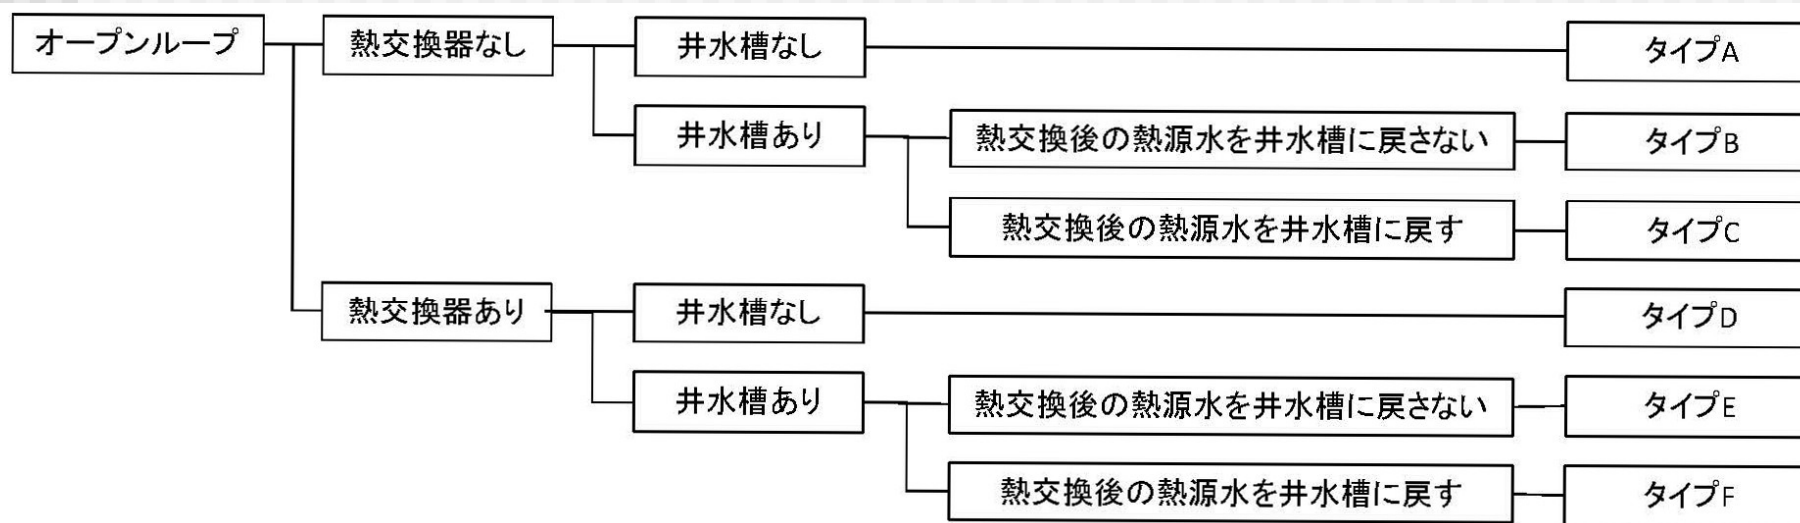 オープンループ
熱交換器なし
井水槽なし
タイプA
井水槽あり
熱交換後の熱源水を井水槽に戻さない
タイプB
熱交換後の熱源水を井水槽に戻す
タイプC
熱交換器あり
井水槽なし
タイプD
井水槽あり
熱交換後の熱源水を井水槽に戻さない
タイプE
熱交換後の熱源水を井水槽に戻す
タイプF